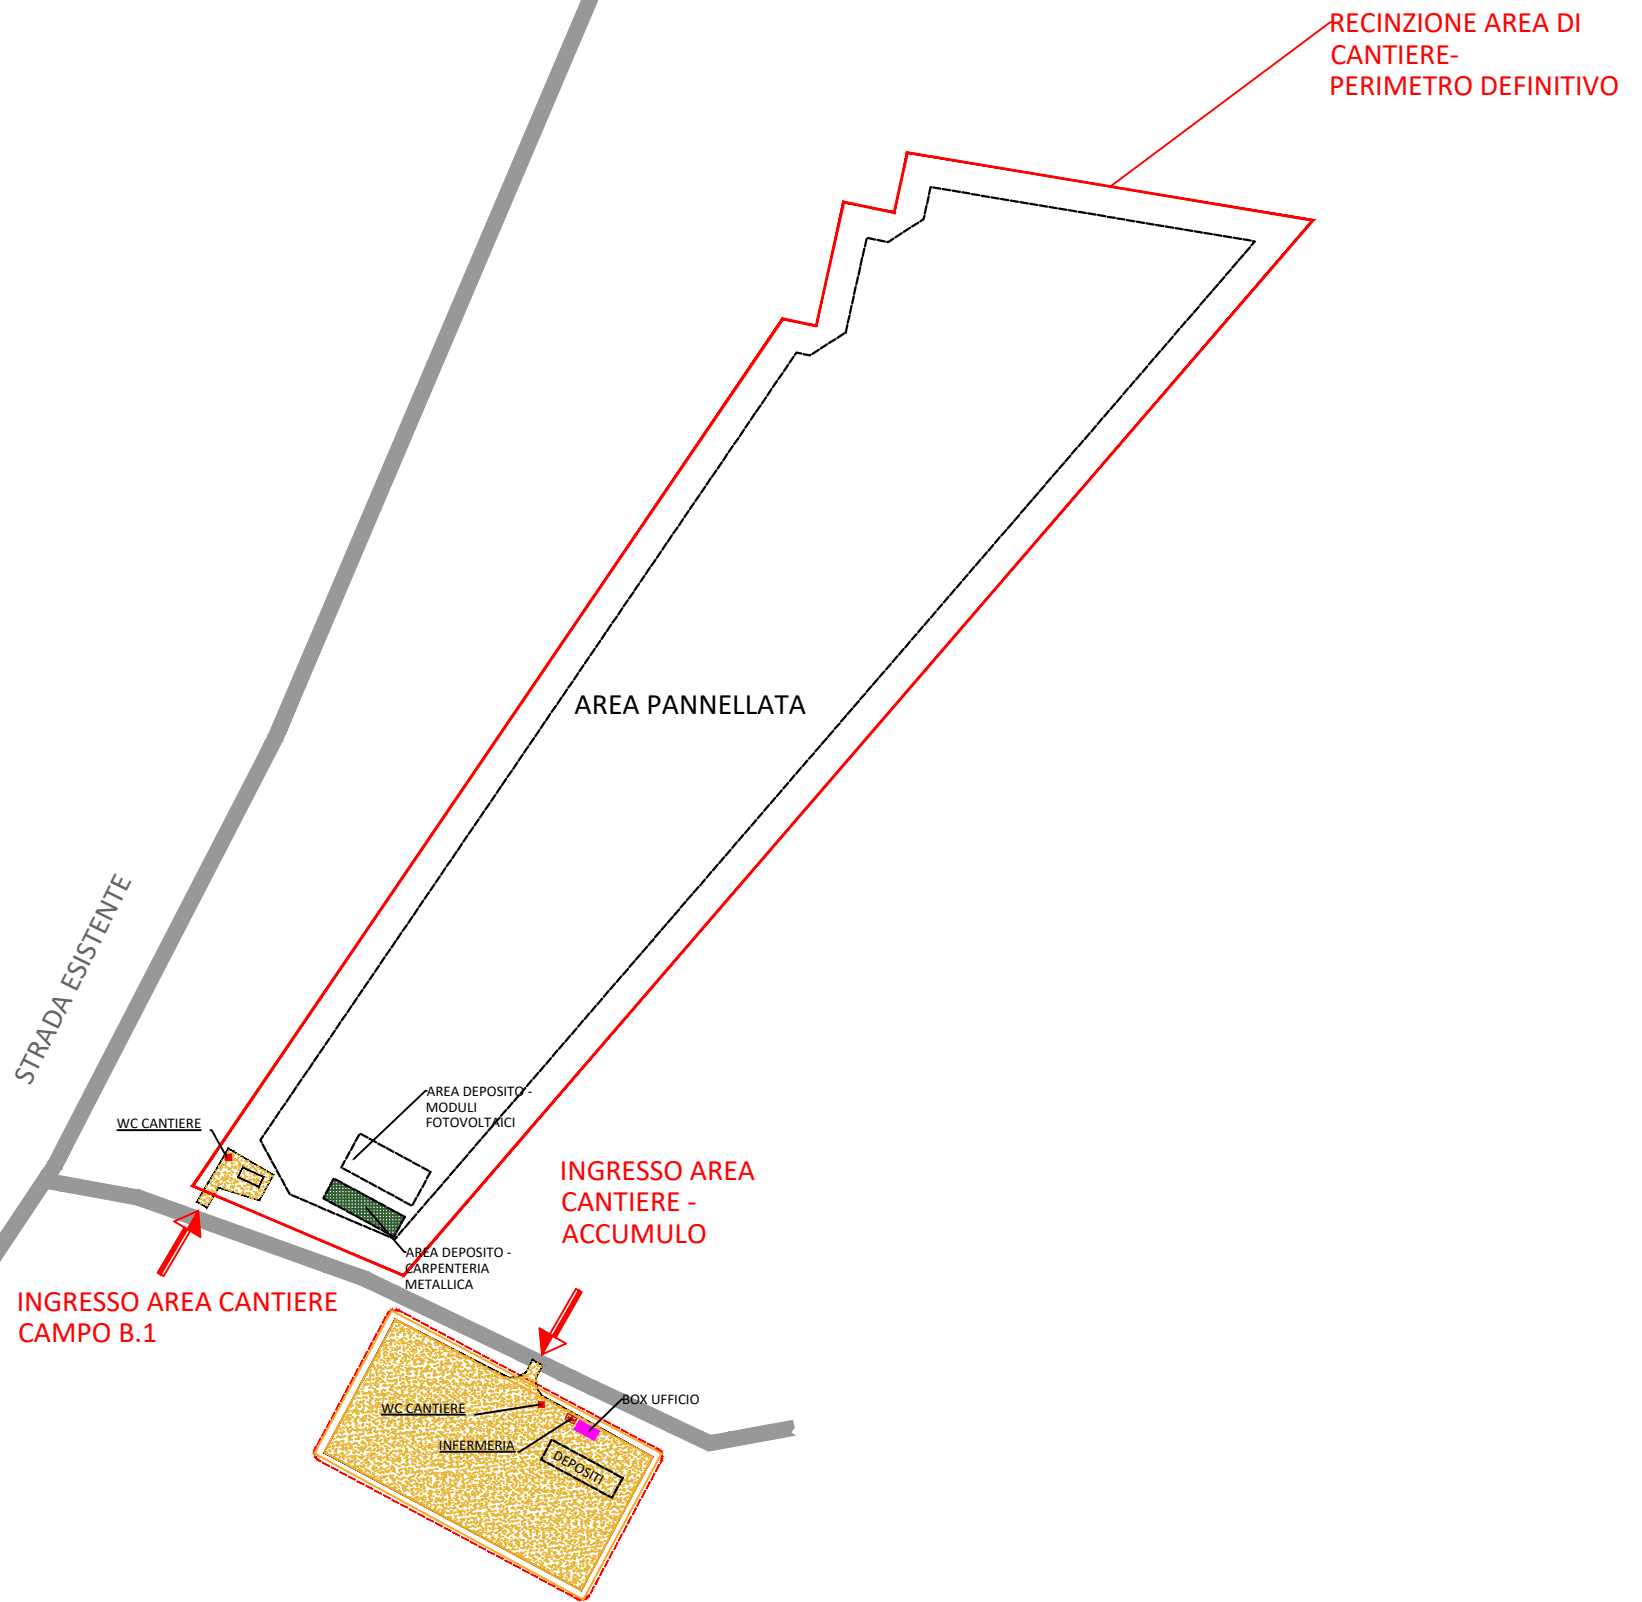 RECINZIONE AREA DI
CANTIERE-
PERIMETRO DEFINITIVO
AREA PANNELLATA
STRADA ESISTENTE
AREA DEPOSITO -
MODULI
FOTOVOLTAICI
WC CANTIERE
INGRESSO AREA
CANTIERE -
ACCUMULO
AREA DEPOSITO -
CARPENTERIA
METALLICA
INGRESSO AREA CANTIERE
CAMPO B.1
BOX UFFICIO
WC CANTIERE
INFERMERIA
DEPOSITI